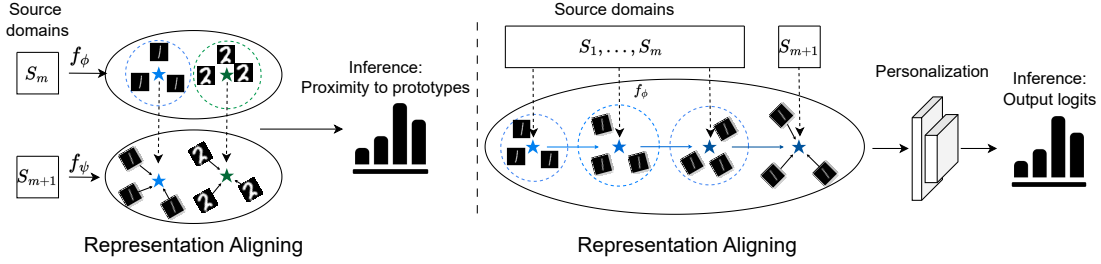 Source
domains
S_m
f_ϕ
Inference:
Proximity to prototypes
S_{m+1}
f_ψ
Representation Aligning
Source domains
S_1, ..., S_m
S_{m+1}
f_ϕ
Personalization
Inference:
Output logits
Representation Aligning